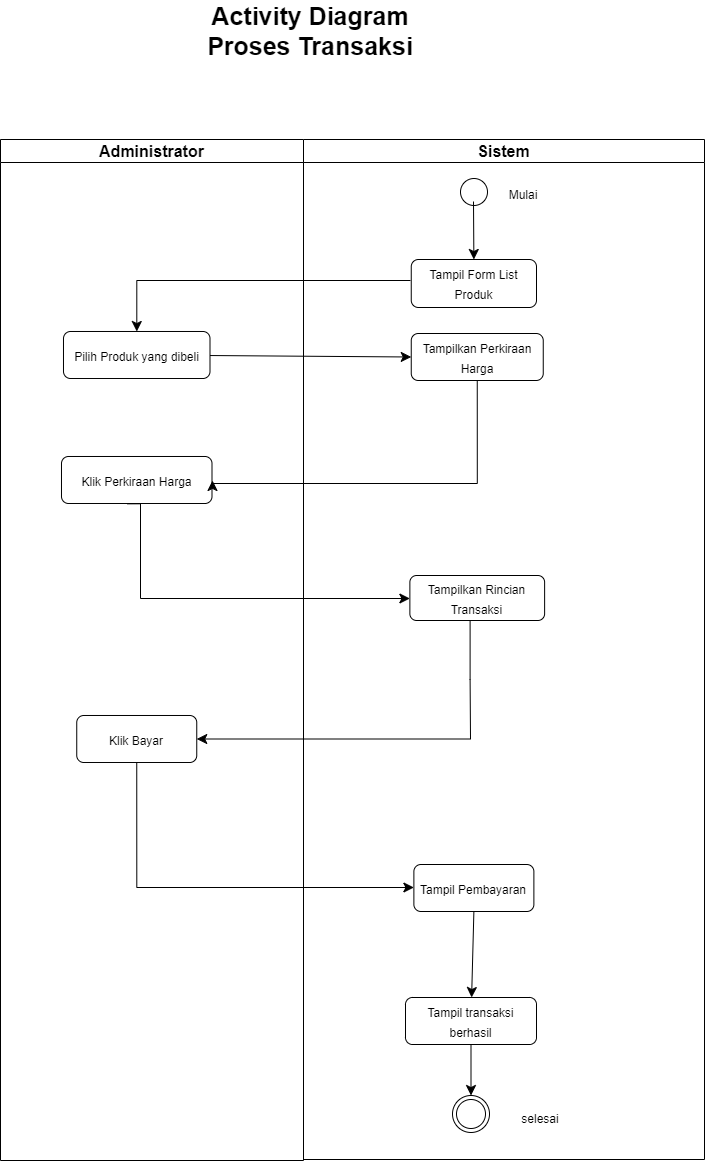 Activity Diagram
Proses Transaksi
Administrator
Sistem
Mulai
Tampil Form List
Produk
Pilih Produk yang dibeli
Tampilkan Perkiraan
Harga
Klik Perkiraan Harga
Tampilkan Rincian
Transaksi
Klik Bayar
Tampil Pembayaran
Tampil transaksi
berhasil
selesai